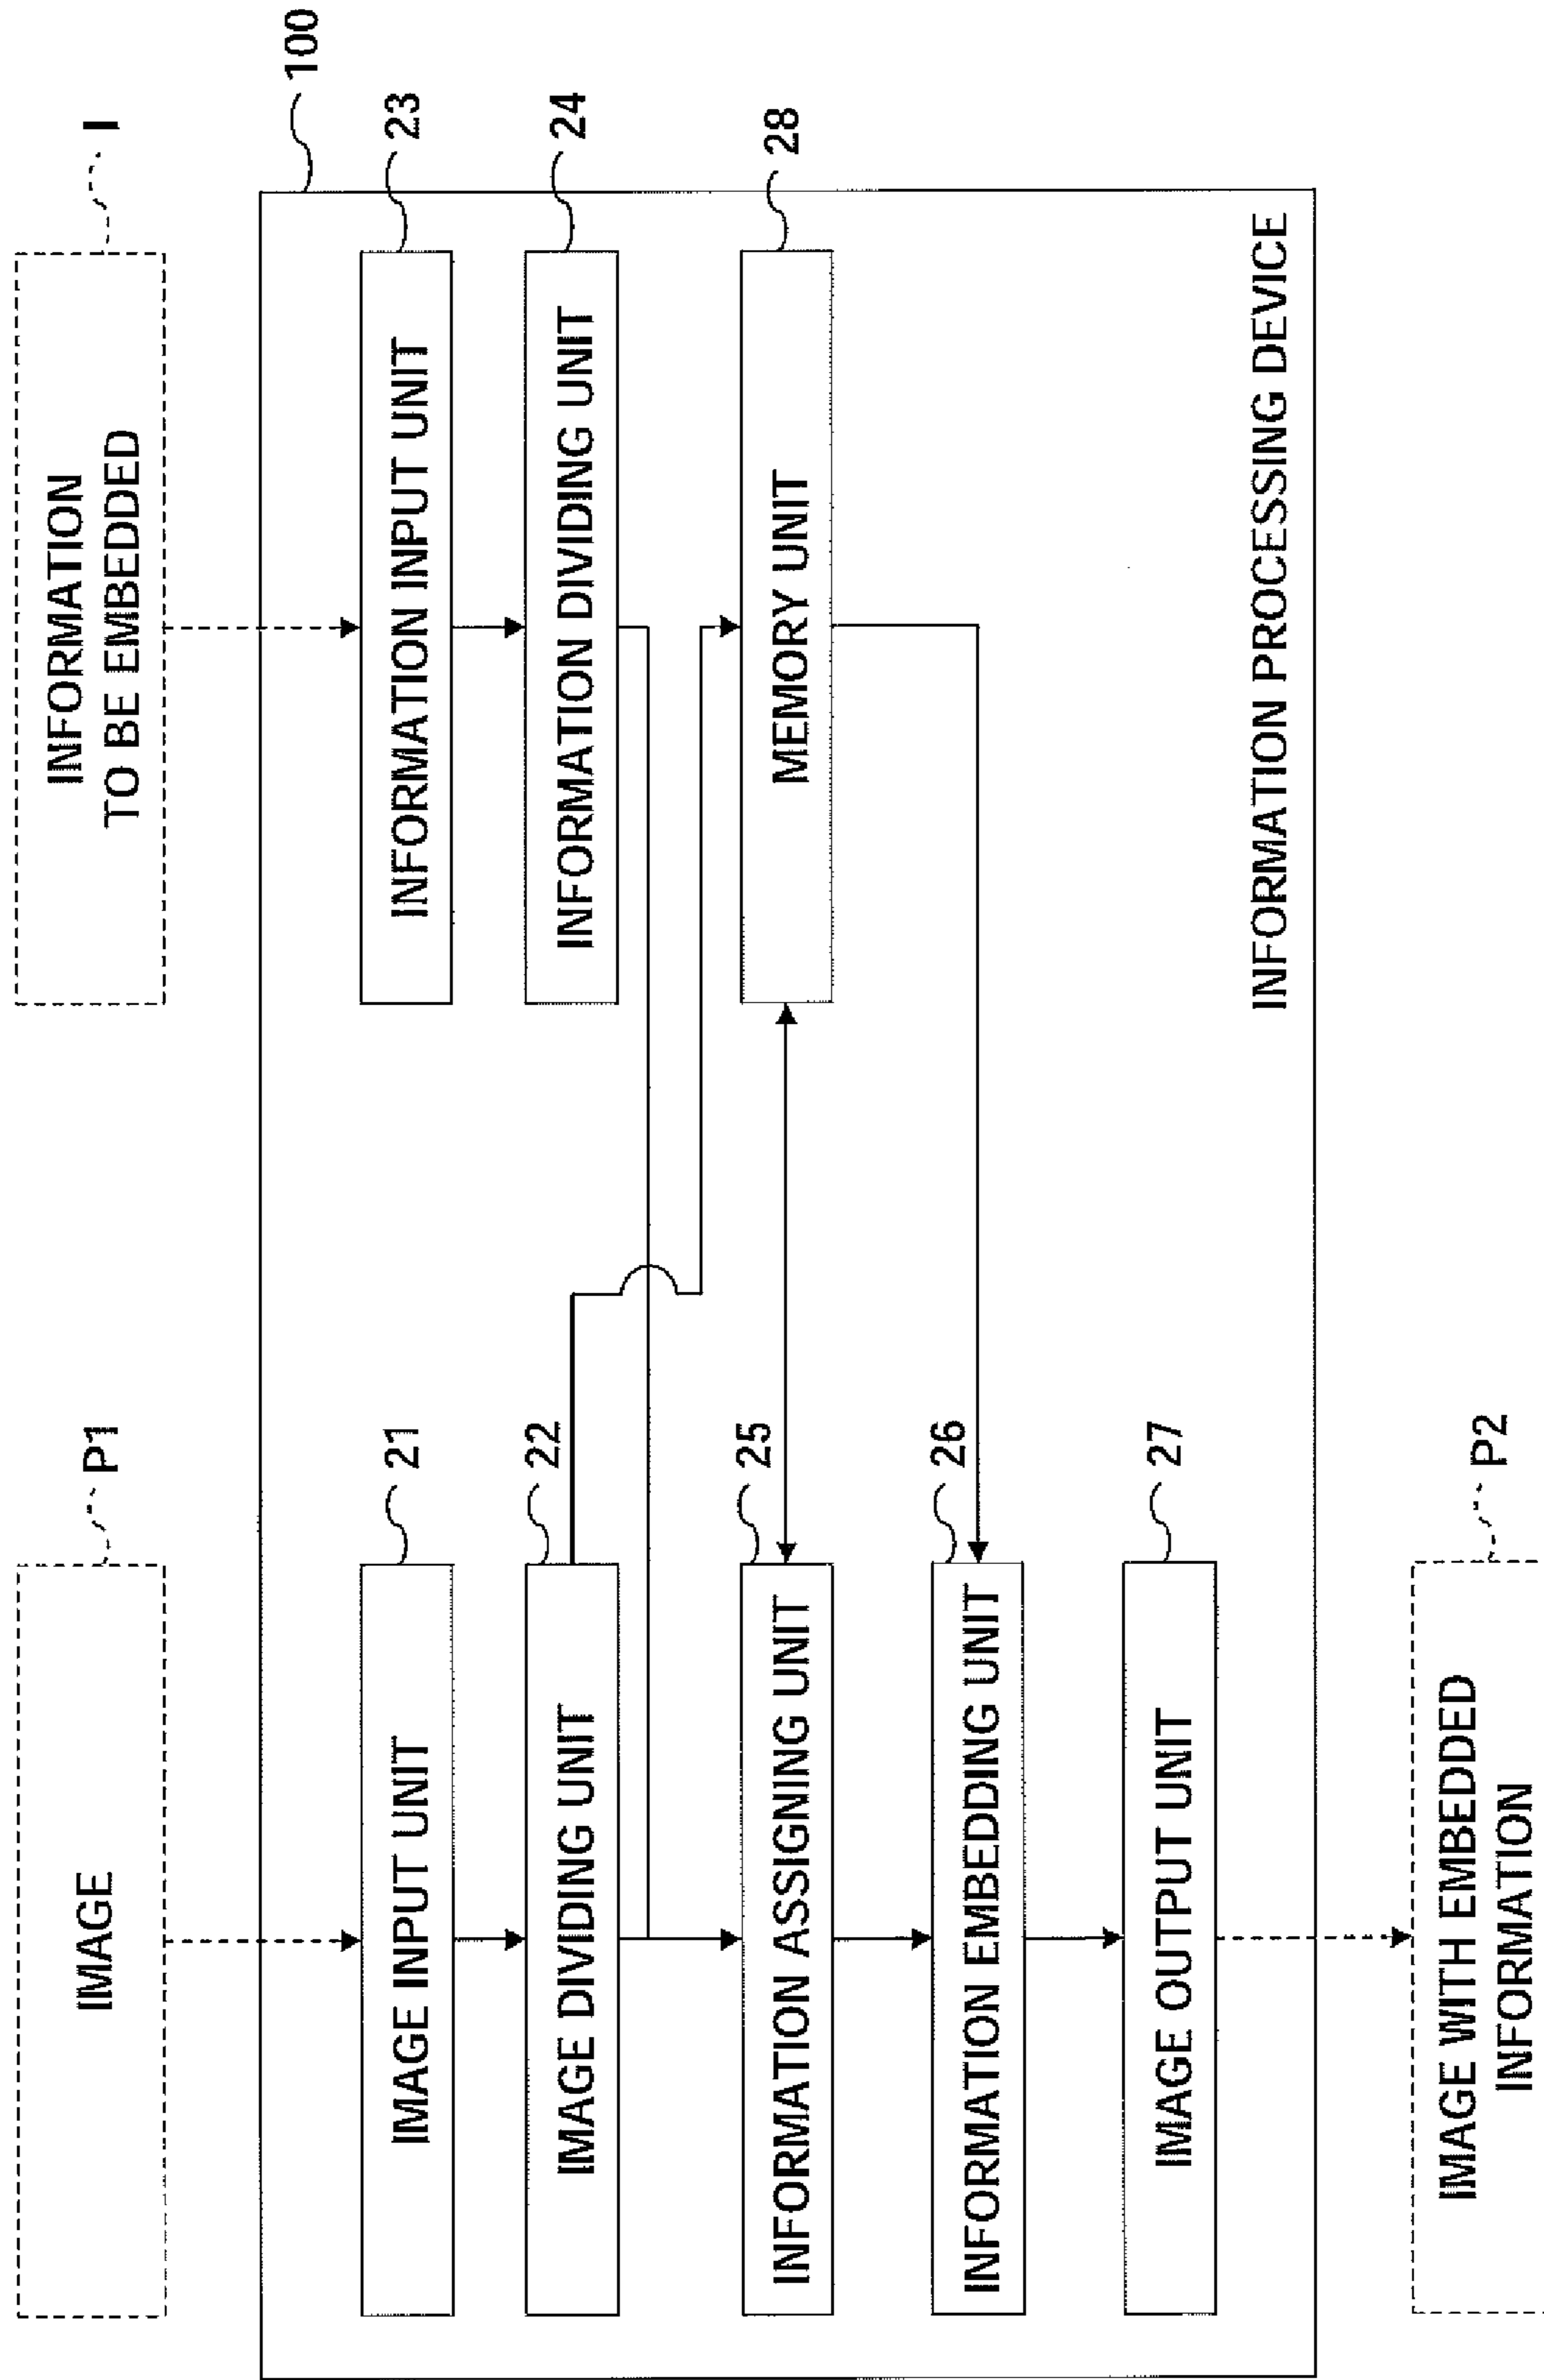 IMAGE
P1
INFORMATION
TO BE EMBEDDED
I
100
IMAGE INPUT UNIT
21
INFORMATION INPUT UNIT
23
IMAGE DIVIDING UNIT
22
INFORMATION DIVIDING UNIT
24
INFORMATION ASSIGNING UNIT
25
MEMORY UNIT
28
INFORMATION EMBEDDING UNIT
26
IMAGE OUTPUT UNIT
27
INFORMATION PROCESSING DEVICE
IMAGE WITH EMBEDDED
INFORMATION
P2